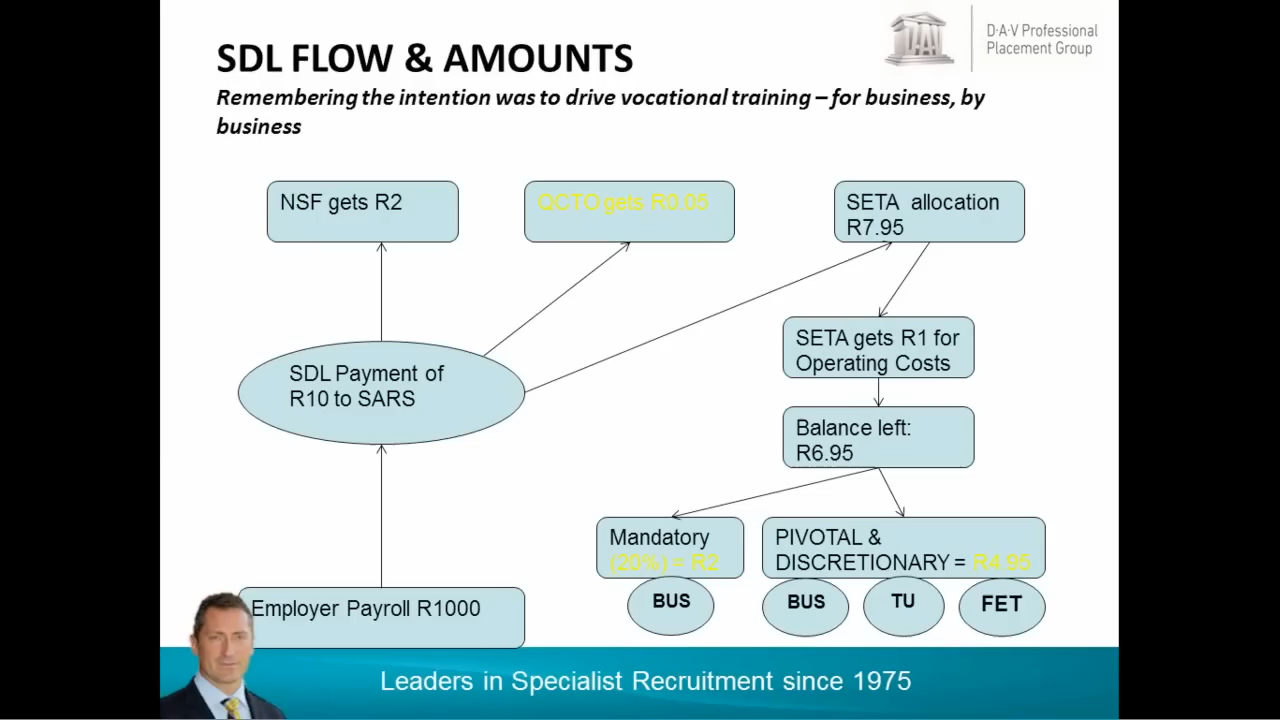 SDL FLOW & AMOUNTS
D·A·V Professional
Placement Group
Remembering the intention was to drive vocational training – for business, by
business
NSF gets R2
QCTO gets R0.05
SETA allocation
R7.95
SETA gets R1 for
Operating Costs
SDL Payment of
R10 to SARS
Balance left:
R6.95
Mandatory
(20%) = R2
PIVOTAL &
DISCRETIONARY = R4.95
BUS
BUS
TU
FET
Employer Payroll R1000
Leaders in Specialist Recruitment since 1975